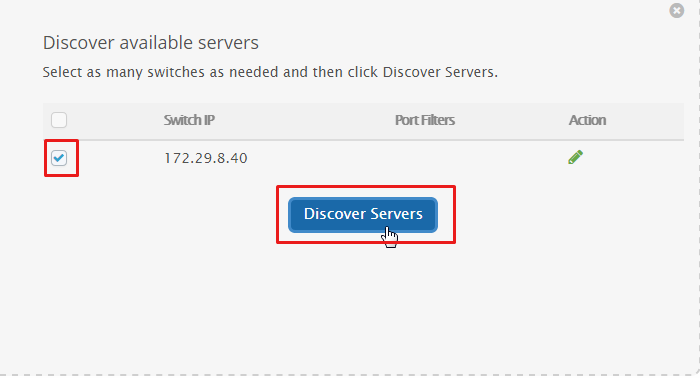 Discover available servers
Select as many switches as needed and then click Discover Servers.
Switch IP Port Filters Action
172.29.8.40
Discover Servers